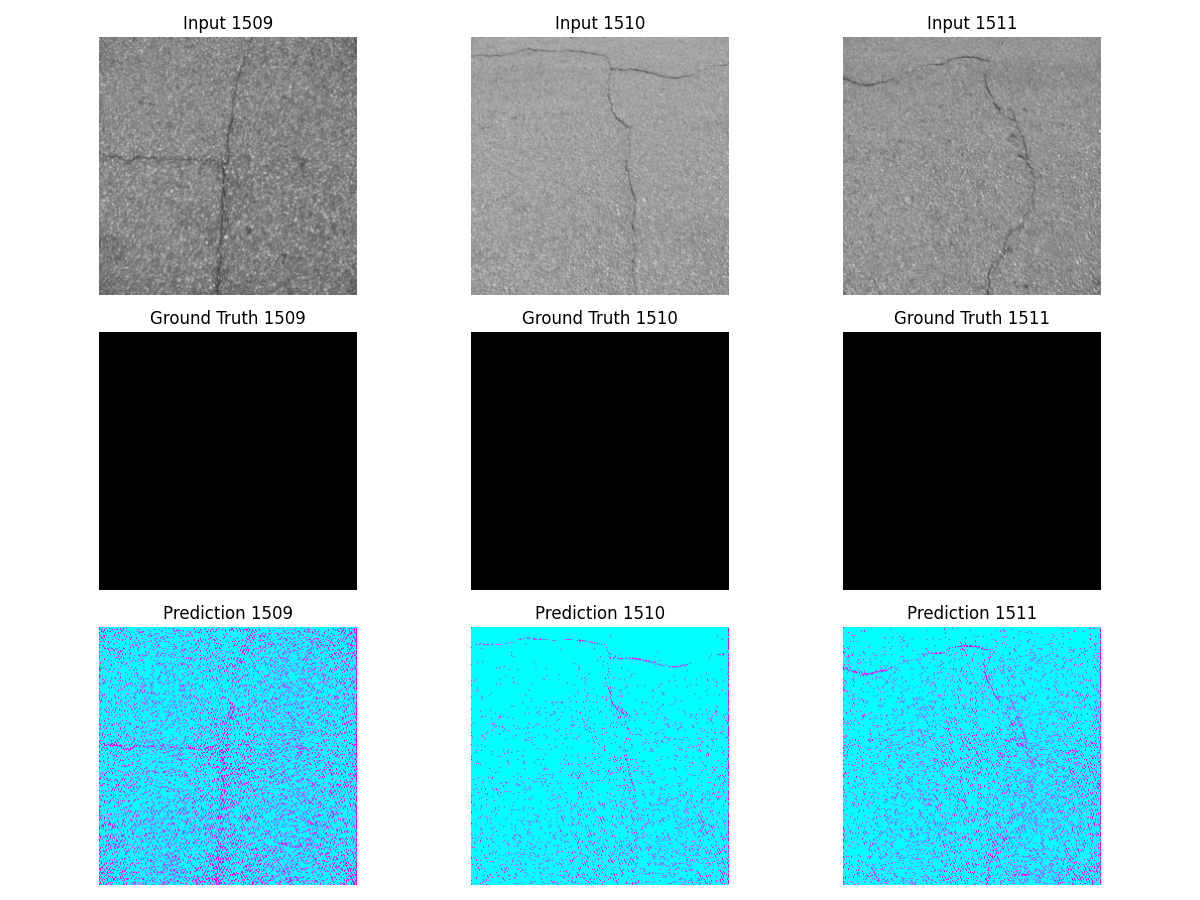 Input 1509
Input 1510
Input 1511
Ground Truth 1509
Ground Truth 1510
Ground Truth 1511
Prediction 1509
Prediction 1510
Prediction 1511